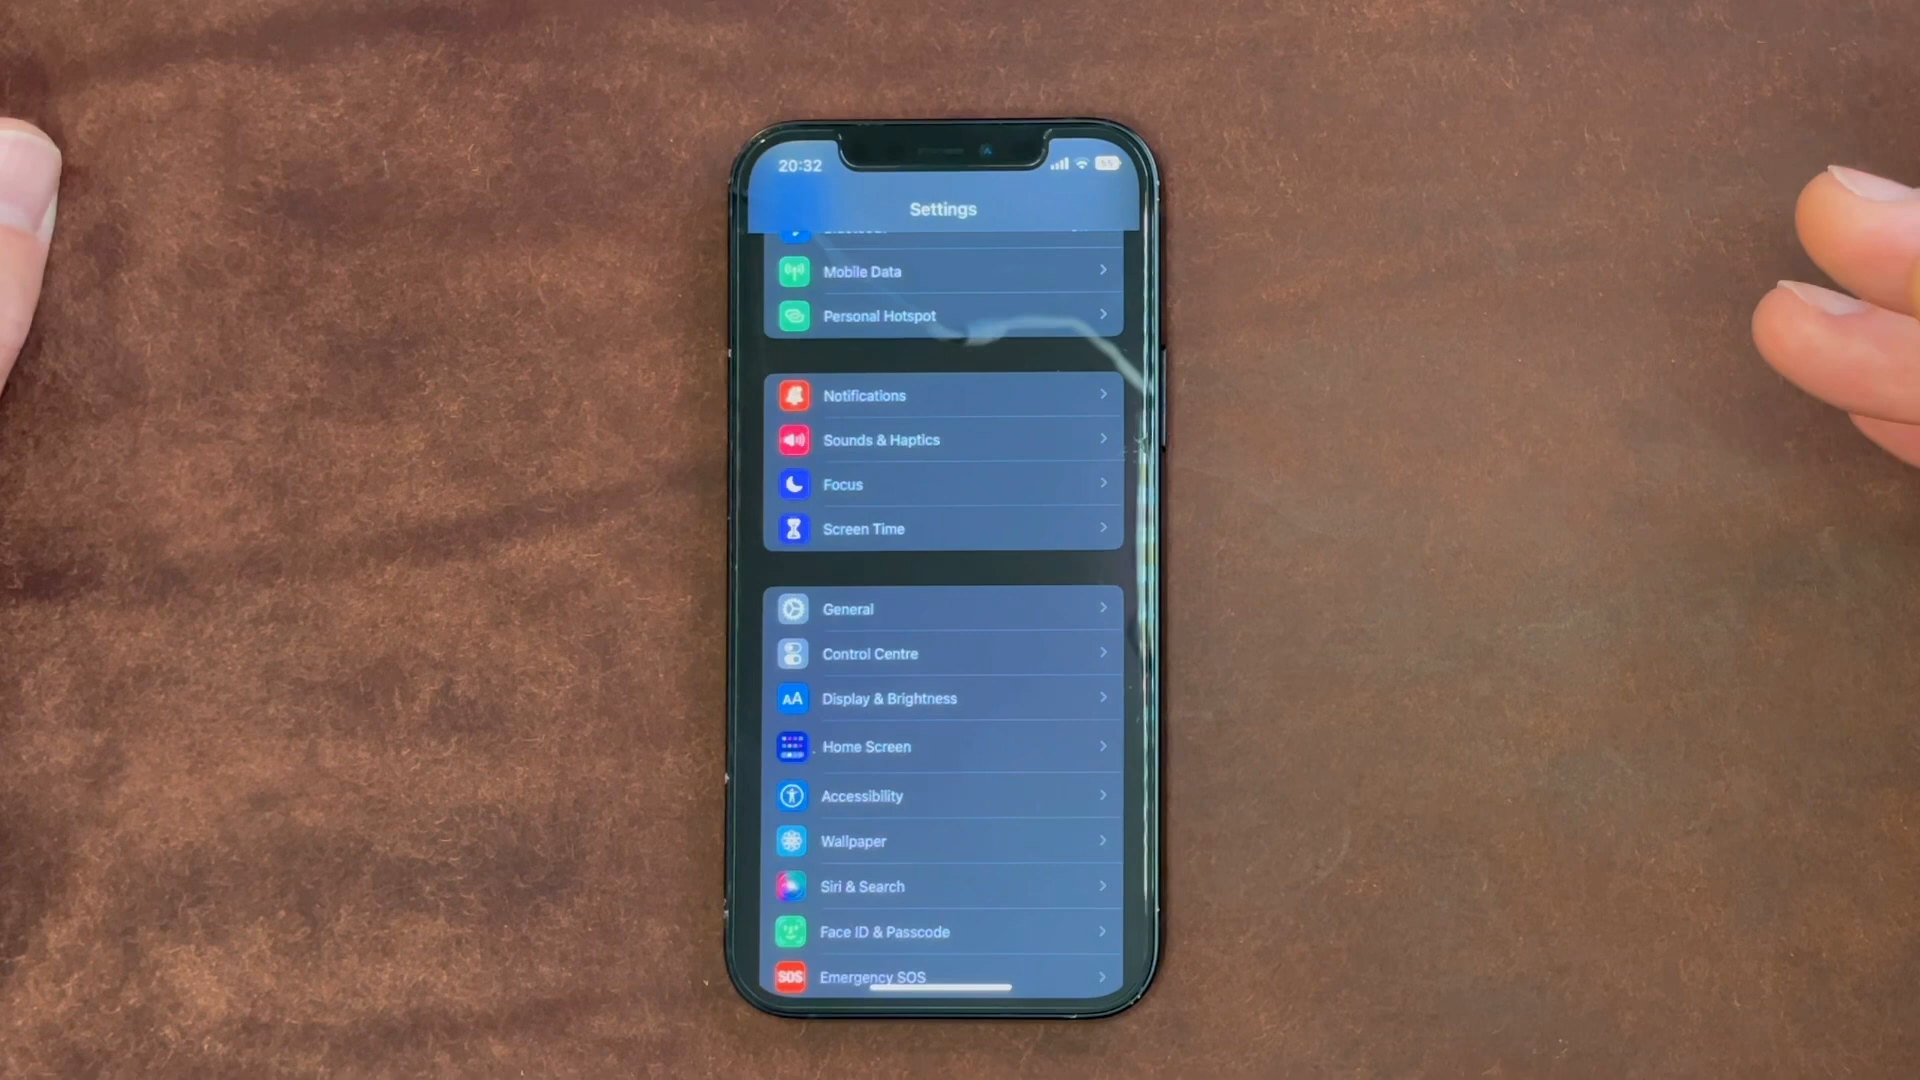 20:32
Settings
Mobile Data
Personal Hotspot
Notifications
Sounds & Haptics
Focus
Screen Time
General
Control Centre
AA Display & Brightness
Home Screen
Accessibility
Wallpaper
Siri & Search
Face ID & Passcode
SOS Emergency SOS